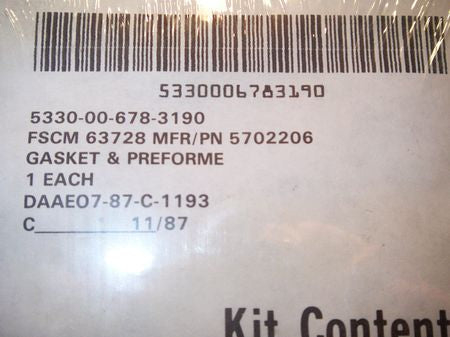 5330006783190
5330-00-678-3190
FSCM 63728 MFR/PN 5702206
GASKET & PREFORME
1 EACH
DAAE07-87-C-1193
C__________11/87
Kit Content